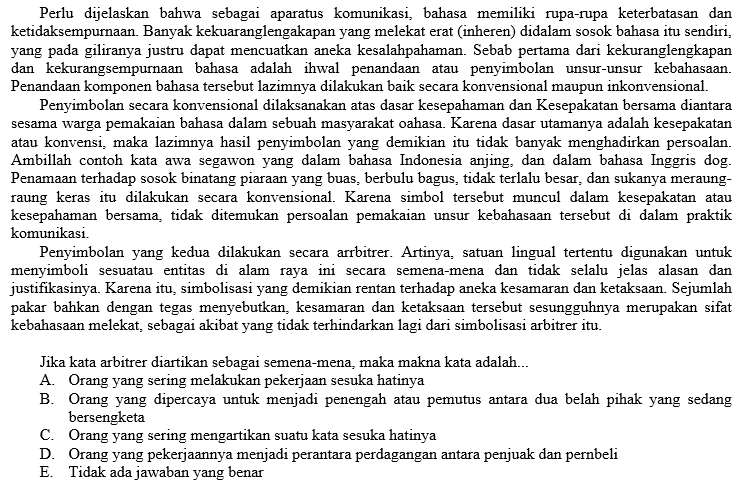 Perlu dijelaskan bahwa sebagai aparatus komunikasi, bahasa memiliki rupa-rupa keterbatasan dan
ketidaksempurnaan. Banyak kekuaranglengakapan yang melekat erat (inheren) didalam sosok bahasa itu sendiri,
yang pada giliranya justru dapat mencuatkan aneka kesalahpahaman. Sebab pertama dari kekuranglengkapan
dan kekurangsempurnaan bahasa adalah ihwal penandaan atau penyimbolan unsur-unsur kebahasaan.
Penandaan komponen bahasa tersebut lazimnya dilakukan baik secara konvensional maupun inkonvensional.
Penyimbolan secara konvensional dilaksanakan atas dasar kesepahaman dan Kesepakatan bersama diantara
sesama warga pemakaian bahasa dalam sebuah masyarakat oahasa. Karena dasar utamanya adalah kesepakatan
atau konvensi, maka lazimnya hasil penyimbolan yang demikian itu tidak banyak menghadirkan persoalan.
Ambillah contoh kata awa segawon yang dalam bahasa Indonesia anjing, dan dalam bahasa Inggris dog.
Penamaan terhadap sosok binatang piaraan yang buas, berbulu bagus, tidak terlalu besar, dan sukanya meraung-
raung keras itu dilakukan secara konvensional. Karena simbol tersebut muncul dalam kesepakatan atau
kesepahaman bersama, tidak ditemukan persoalan pemakaian unsur kebahasaan tersebut di dalam praktik
komunikasi.
Penyimbolan yang kedua dilakukan secara arrbitrer. Artinya, satuan lingual tertentu digunakan untuk
menyimboli sesuatau entitas di alam raya ini secara semena-mena dan tidak selalu jelas alasan dan
justifikasinya. Karena itu, simbolisasi yang demikian rentan terhadap aneka kesamaran dan ketaksaan. Sejumlah
pakar bahkan dengan tegas menyebutkan, kesamaran dan ketaksaan tersebut sesungguhnya merupakan sifat
kebahasaan melekat, sebagai akibat yang tidak terhindarkan lagi dari simbolisasi arbitrer itu.
Jika kata arbitrer diartikan sebagai semena-mena, maka makna kata adalah...
A. Orang yang sering melakukan pekerjaan sesuka hatinya
B. Orang yang dipercaya untuk menjadi penengah atau pemutus antara dua belah pihak yang sedang
bersengketa
C. Orang yang sering mengartikan suatu kata sesuka hatinya
D. Orang yang pekerjaannya menjadi perantara perdagangan antara penjuak dan pernbeli
E. Tidak ada jawaban yang benar